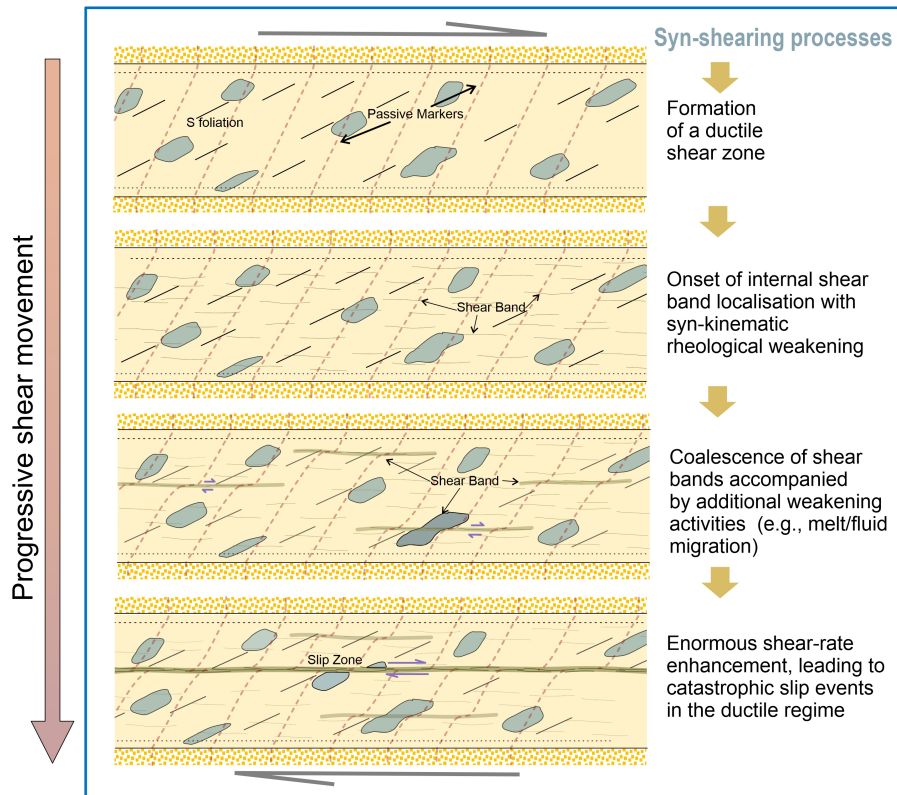 Syn-shearing processes
Progressive shear movement
S foliation
Passive Markers
Formation
of a ductile
shear zone
Shear Band
Onset of internal shear
band localisation with
syn-kinematic
rheological weakening
Shear Band
Coalescence of shear
bands accompanied
by additional weakening
activities (e.g., melt/fluid
migration)
Slip Zone
Enormous shear-rate
enhancement, leading to
catastrophic slip events
in the ductile regime